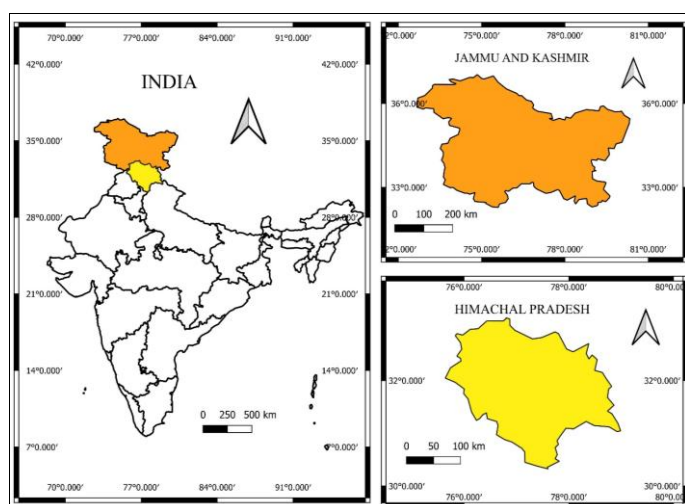 70°0.000' 77°0.000' 84°0.000' 91°0.000'
42°0.000' 42°0.000'
INDIA
35°0.000' 35°0.000'
28°0.000' 28°0.000'
21°0.000' 21°0.000'
14°0.000' 14°0.000'
0 250 500 km
7°0.000' 7°0.000'
70°0.000' 77°0.000' 84°0.000' 91°0.000'
72°0.000' 75°0.000' 78°0.000' 81°0.000'
JAMMU AND KASHMIR
36°0.000' 36°0.000'
33°0.000' 33°0.000'
0 100 200 km
72°0.000' 75°0.000' 78°0.000' 81°0.000'
76°0.000' 78°0.000' 80°0.00
HIMACHAL PRADESH
32°0.000' 32°0.000'
0 50 100 km
30°0.000' 30°0.000'
76°0.000' 78°0.000' 80°0.00